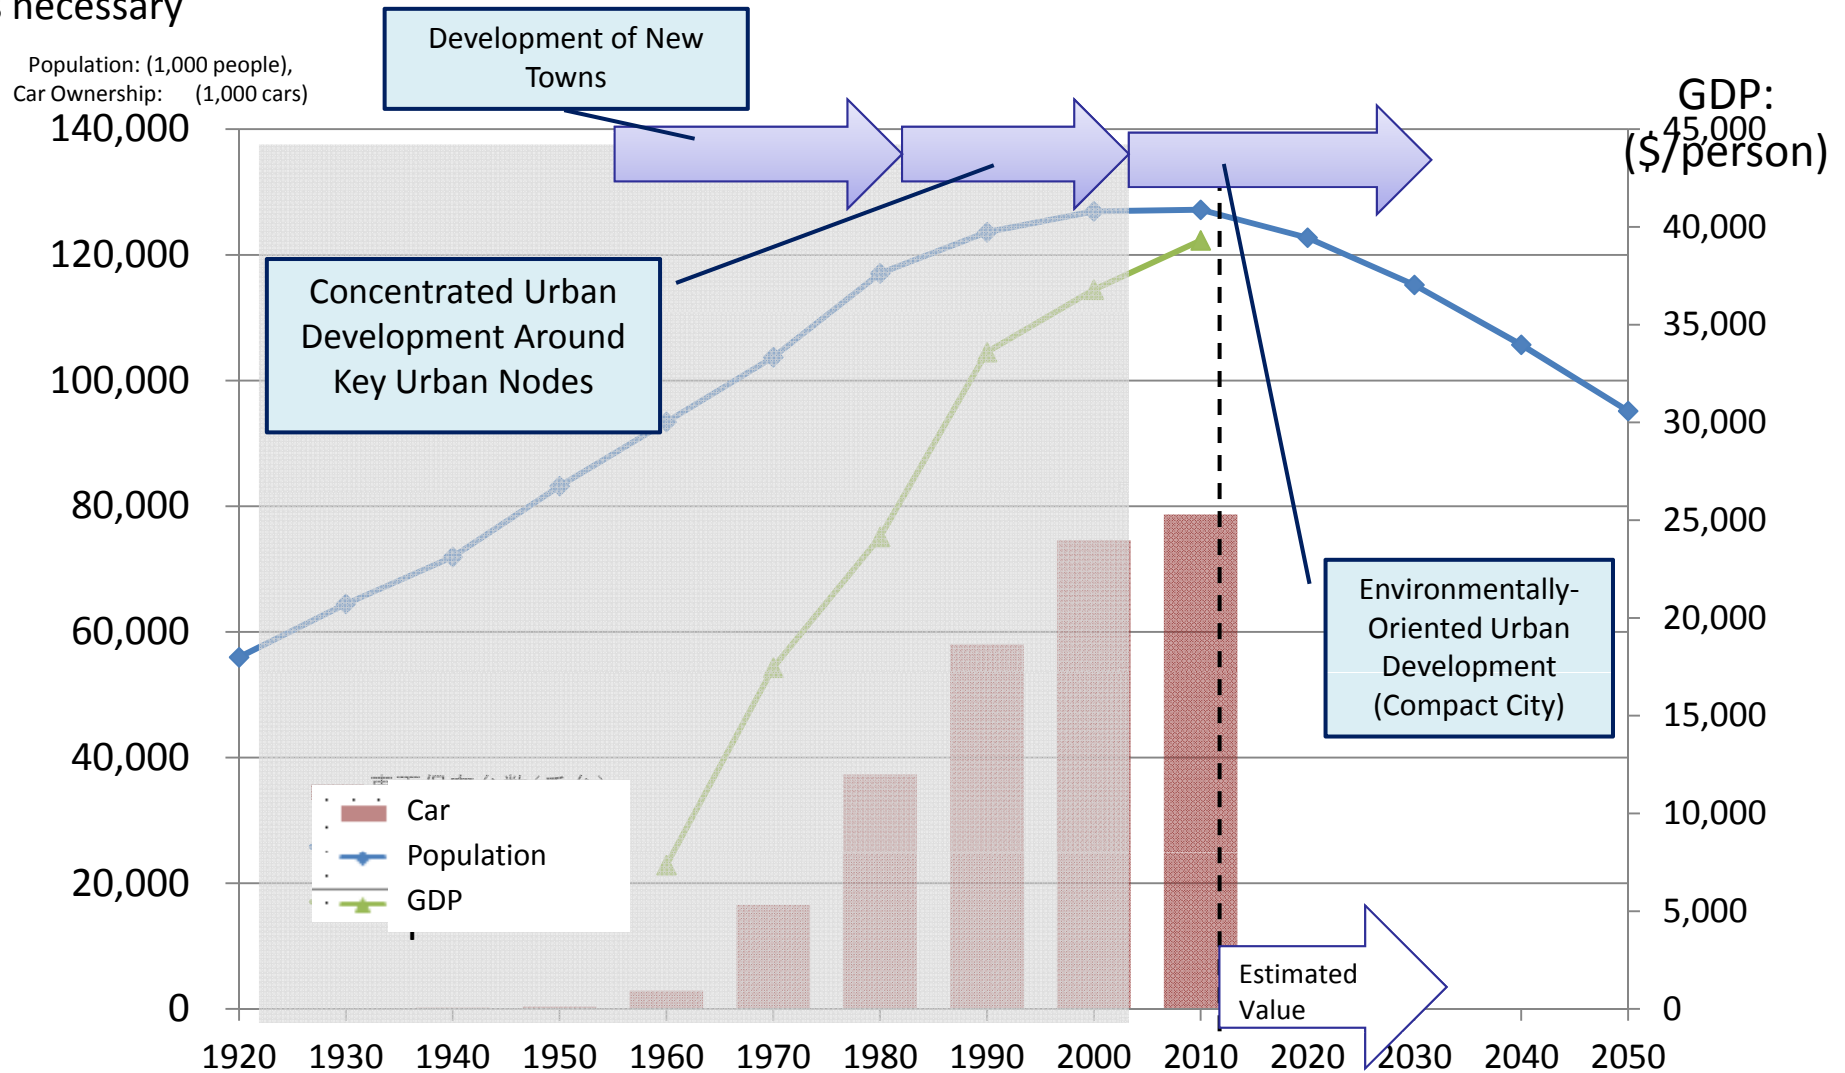 necessary
Population: (1,000 people),
Car Ownership: (1,000 cars)
Development of New
Towns
GDP:
($/person)
140,000
120,000
100,000
80,000
60,000
40,000
20,000
0
45,000
40,000
35,000
30,000
25,000
20,000
15,000
10,000
5,000
0
Concentrated Urban
Development Around
Key Urban Nodes
Environmentally-
Oriented Urban
Development
(Compact City)
Car
Population
GDP
Estimated
Value
1920 1930 1940 1950 1960 1970 1980 1990 2000 2010 2020 2030 2040 2050